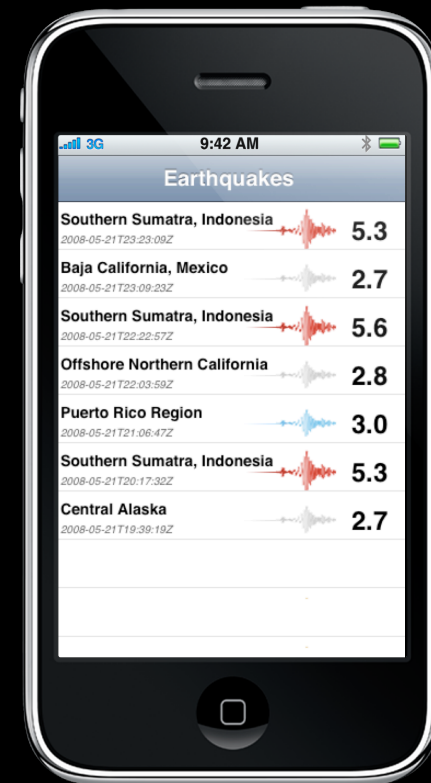 3G 9:42 AM
Earthquakes
Southern Sumatra, Indonesia 5.3
2008-05-21T23:23:09Z
Baja California, Mexico 2.7
2008-05-21T23:09:23Z
Southern Sumatra, Indonesia 5.6
2008-05-21T22:22:57Z
Offshore Northern California 2.8
2008-05-21T22:03:59Z
Puerto Rico Region 3.0
2008-05-21T21:06:47Z
Southern Sumatra, Indonesia 5.3
2008-05-21T20:17:32Z
Central Alaska 2.7
2008-05-21T19:39:19Z